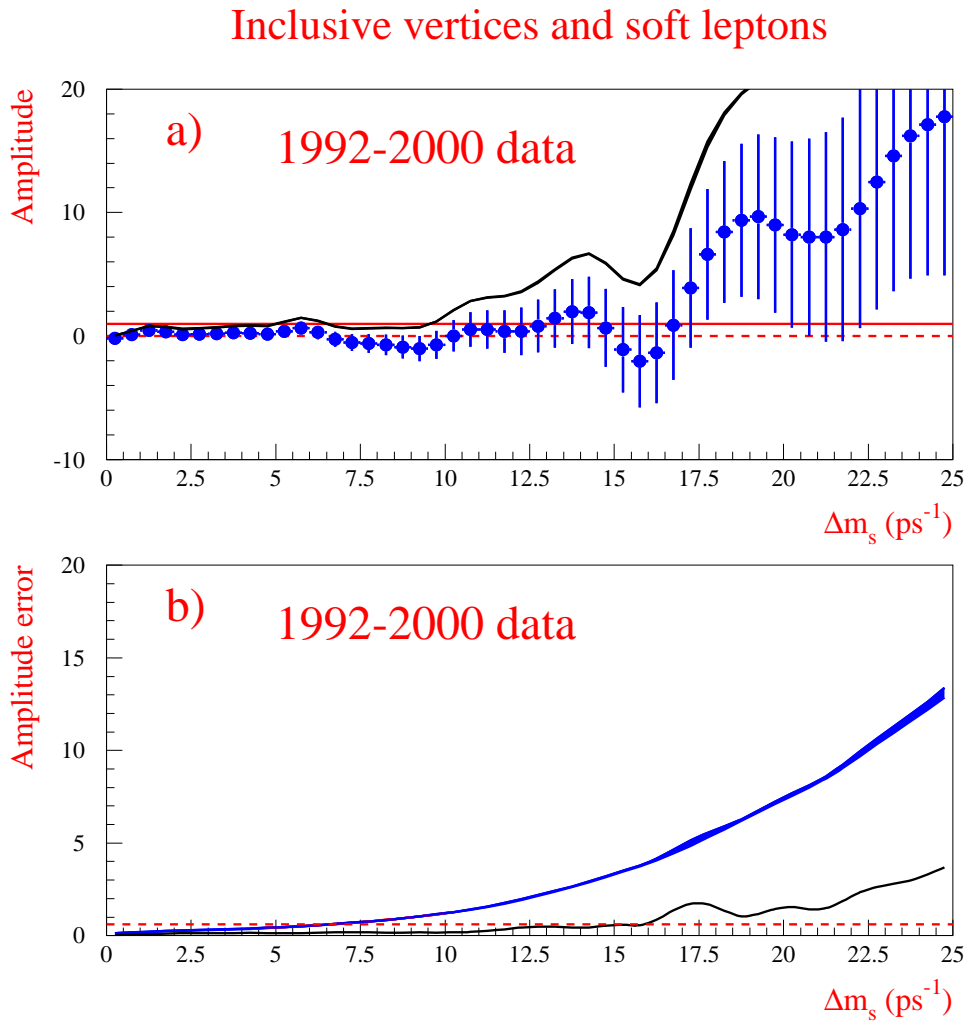 Inclusive vertices and soft leptons
Amplitude
a)
1992-2000 data
20
10
0
-10
0 2.5 5 7.5 10 12.5 15 17.5 20 22.5 25
Δm_s (ps^-1)
Amplitude error
b)
1992-2000 data
20
15
10
5
0
0 2.5 5 7.5 10 12.5 15 17.5 20 22.5 25
Δm_s (ps^-1)